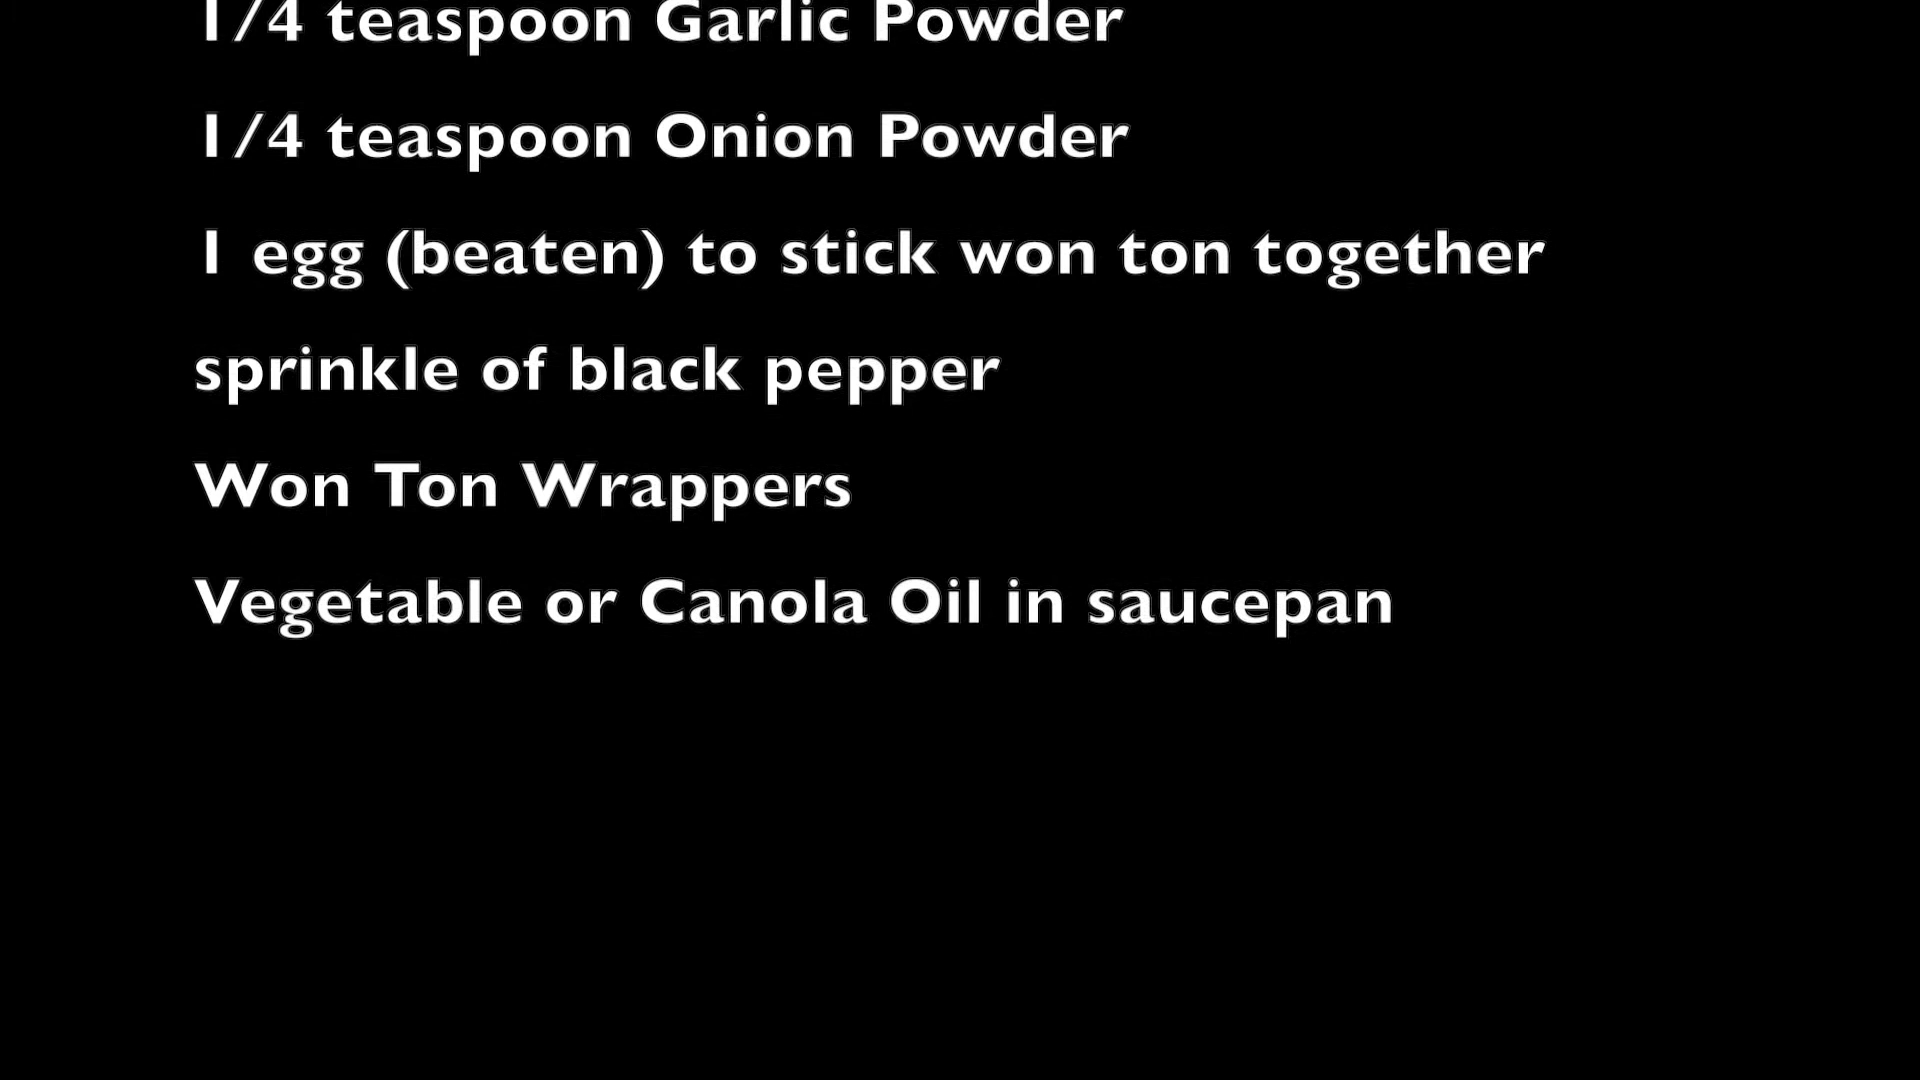 1/4 teaspoon Garlic Powder
1/4 teaspoon Onion Powder
1 egg (beaten) to stick won ton together
sprinkle of black pepper
Won Ton Wrappers
Vegetable or Canola Oil in saucepan